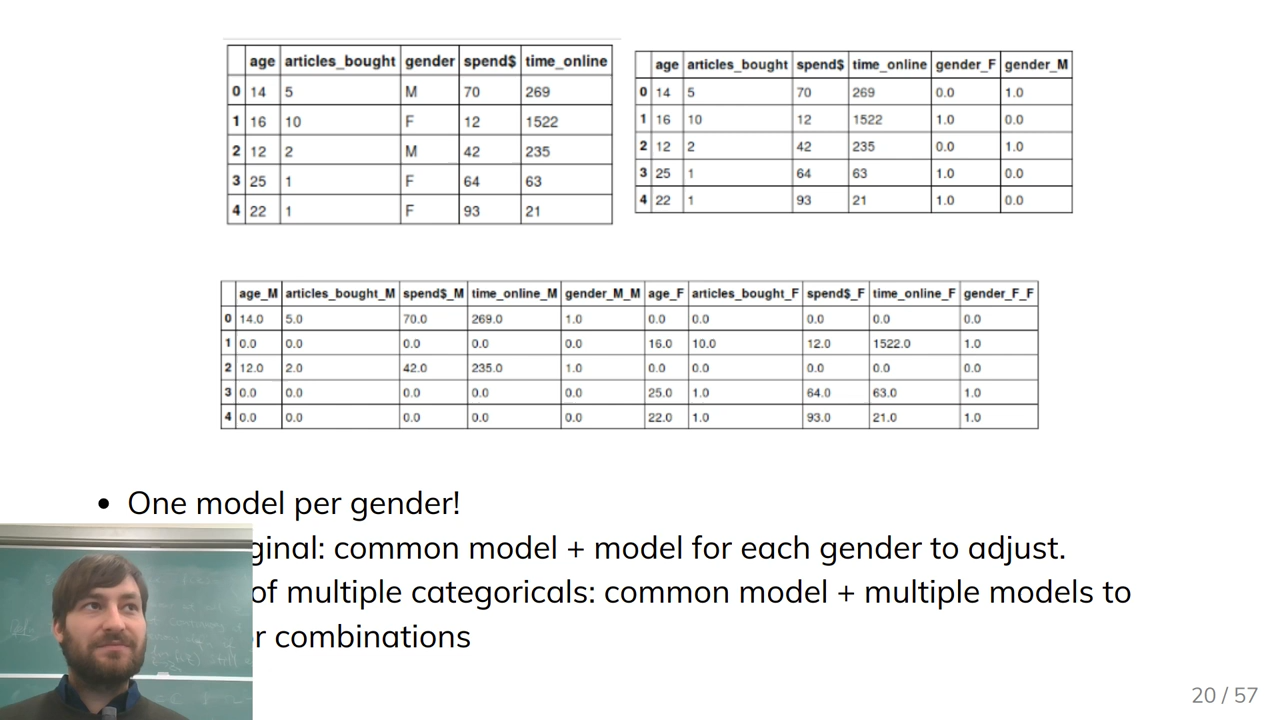 age articles_bought gender spend$ time_online
0 14 5 M 70 269
1 16 10 F 12 1522
2 12 2 M 42 235
3 25 1 F 64 63
4 22 1 F 93 21
age articles_bought spend$ time_online gender_F gender_M
0 14 5 70 269 0.0 1.0
1 16 10 12 1522 1.0 0.0
2 12 2 42 235 0.0 1.0
3 25 1 64 63 1.0 0.0
4 22 1 93 21 1.0 0.0
age_M articles_bought_M spend$_M time_online_M gender_M_M age_F articles_bought_F spend$_F time_online_F gender_F_F
0 14.0 5.0 70.0 269.0 1.0 0.0 0.0 0.0 0.0 0.0
1 0.0 0.0 0.0 0.0 0.0 16.0 10.0 12.0 1522.0 1.0
2 12.0 2.0 42.0 235.0 1.0 0.0 0.0 0.0 0.0 0.0
3 0.0 0.0 0.0 0.0 0.0 25.0 1.0 64.0 63.0 1.0
4 0.0 0.0 0.0 0.0 0.0 22.0 1.0 93.0 21.0 1.0
• One model per gender!
ginal: common model + model for each gender to adjust.
of multiple categoricals: common model + multiple models to
r combinations
20 / 57